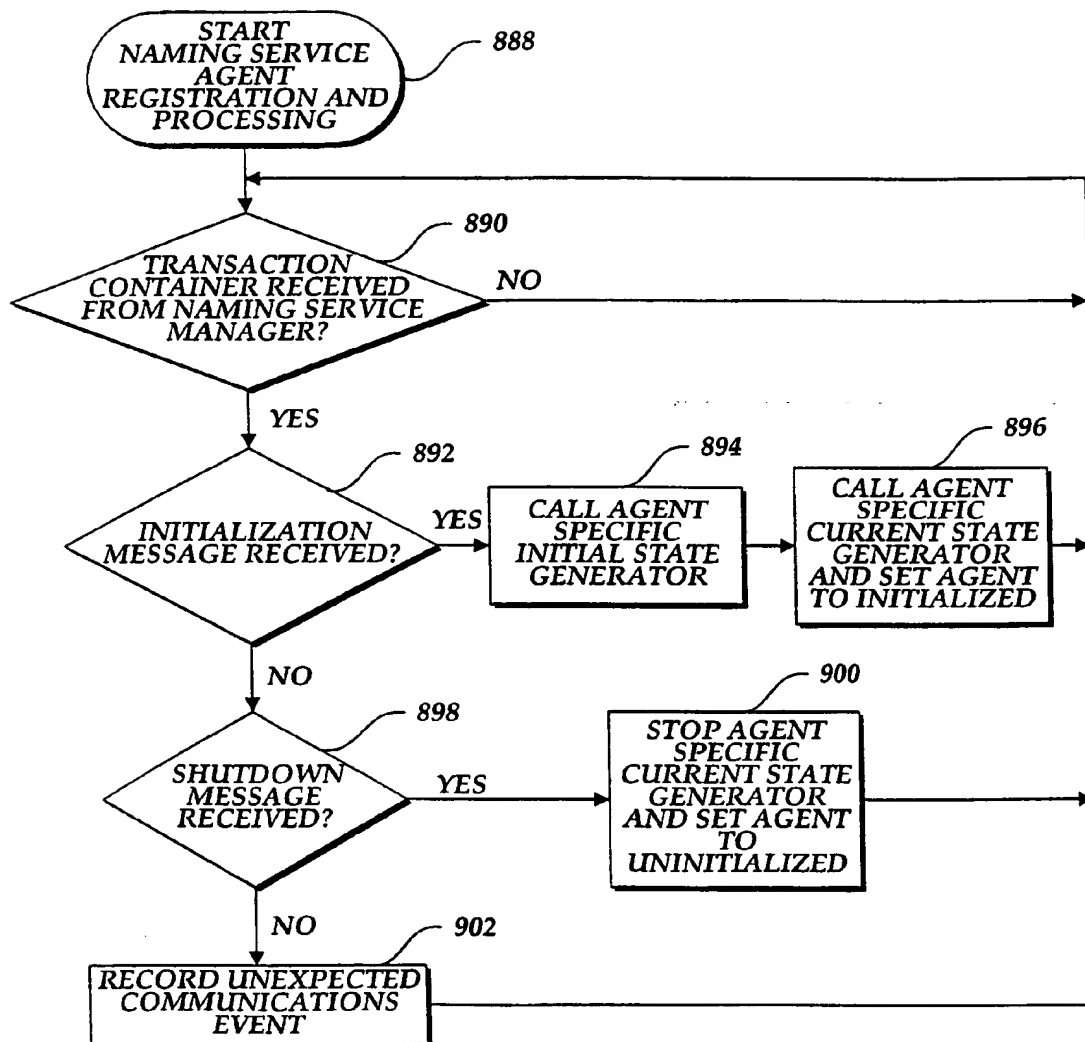 START
NAMING SERVICE
AGENT
REGISTRATION AND
PROCESSING
888
890
TRANSACTION
CONTAINER RECEIVED
FROM NAMING SERVICE
MANAGER?
NO
YES
892
INITIALIZATION
MESSAGE RECEIVED?
YES
894
CALL AGENT
SPECIFIC
INITIAL STATE
GENERATOR
896
CALL AGENT
SPECIFIC
CURRENT STATE
GENERATOR
AND SET AGENT
TO INITIALIZED
NO
898
SHUTDOWN
MESSAGE
RECEIVED?
YES
900
STOP AGENT
SPECIFIC
CURRENT STATE
GENERATOR
AND SET AGENT
TO
UNINITIALIZED
NO
902
RECORD UNEXPECTED
COMMUNICATIONS
EVENT